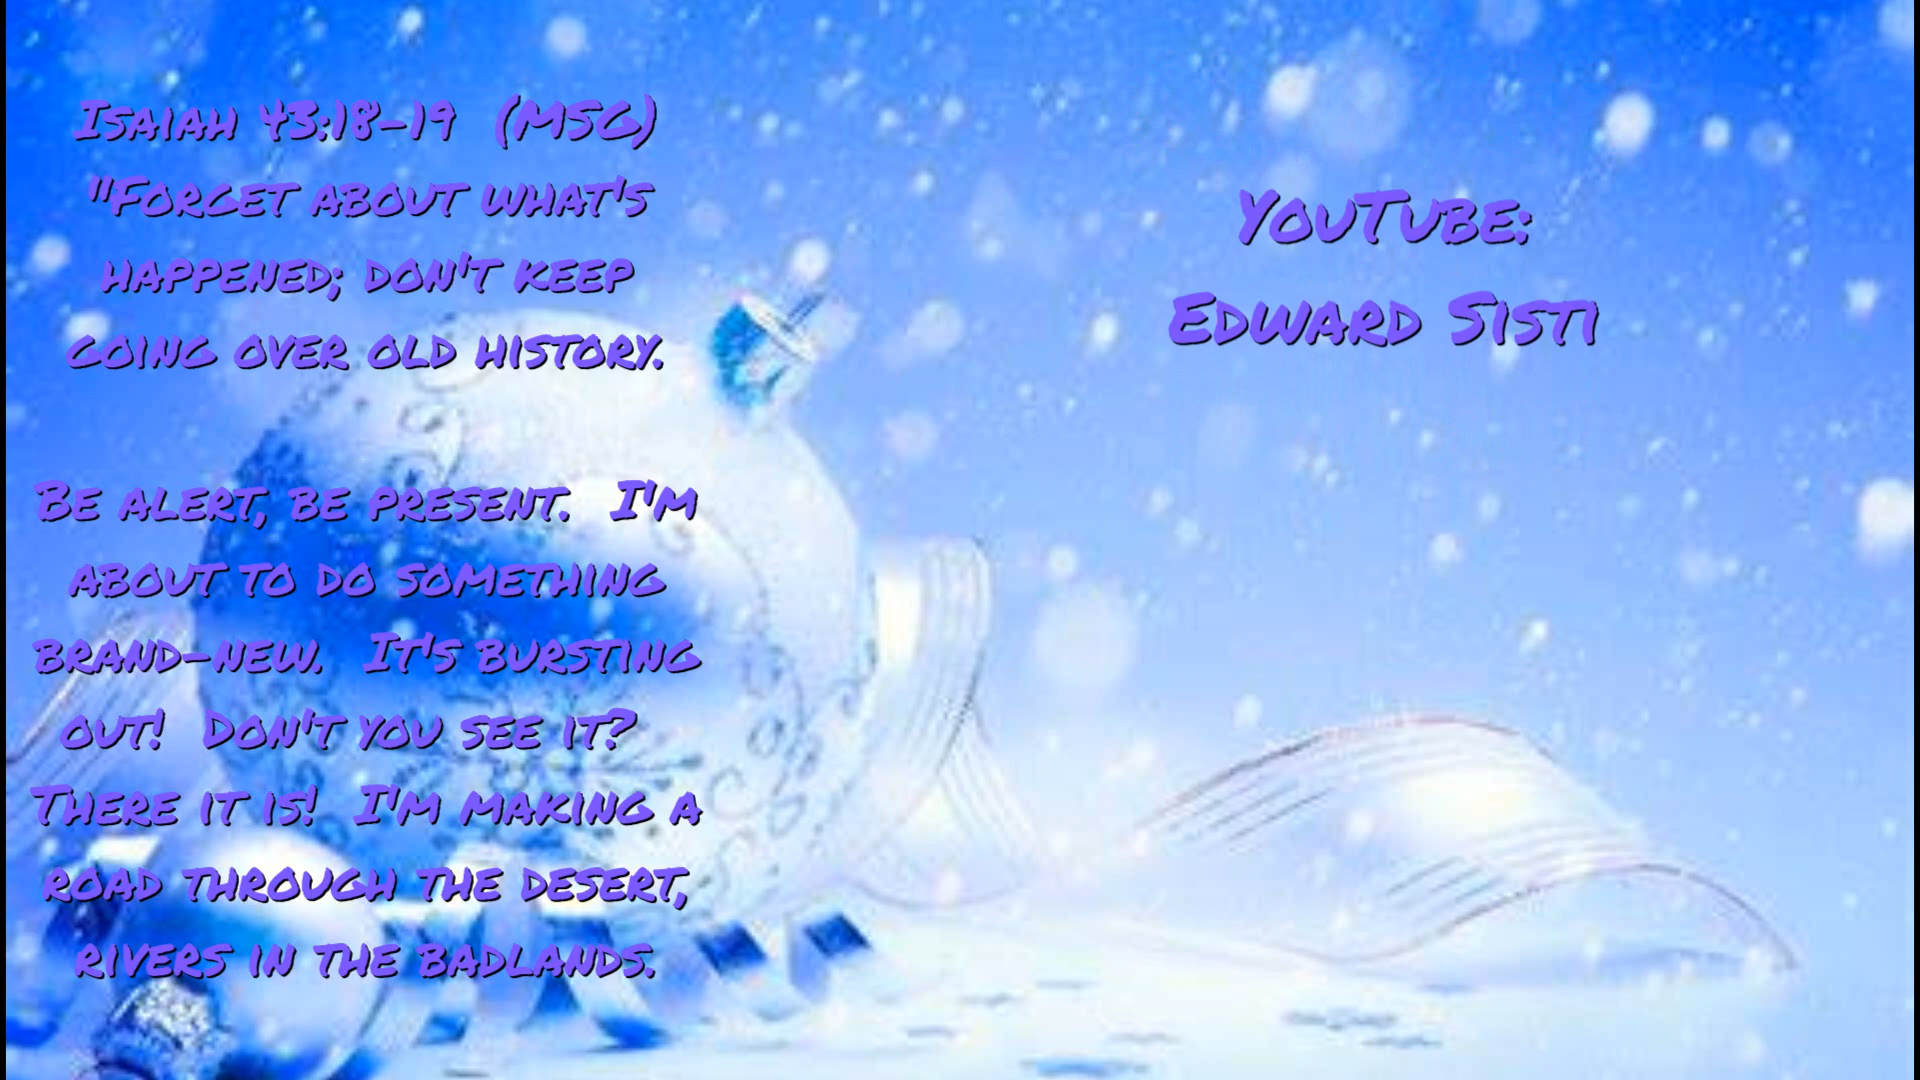 Isaiah 43:18-19 (MSG)
"Forget about what's
happened; don't keep
going over old history.
Be alert, be present. I'm
about to do something
brand-new. It's bursting
out! Don't you see it?
There it is! I'm making a
road through the desert,
rivers in the badlands.
YouTube:
Edward Sisti